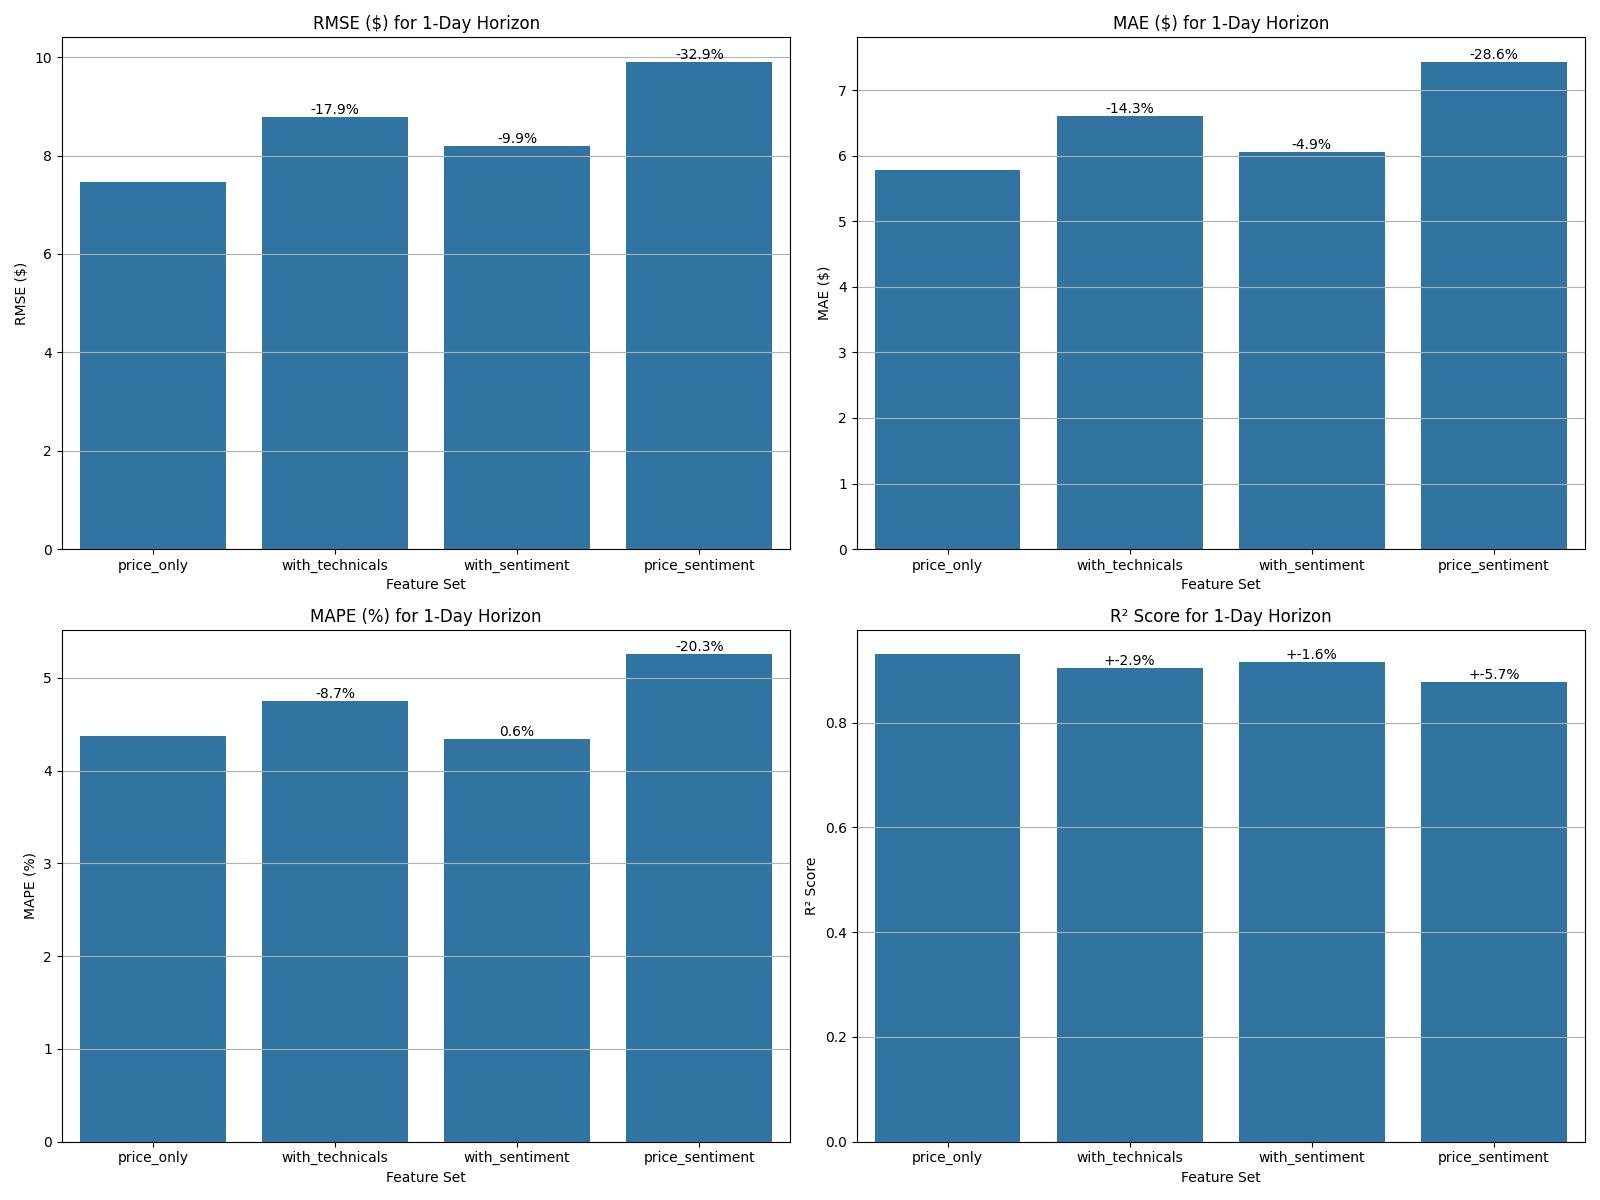 RMSE ($) for 1-Day Horizon
RMSE ($)
10
8
6
4
2
0
-17.9%
-9.9%
-32.9%
price_only
with_technicals
with_sentiment
price_sentiment
Feature Set
MAE ($) for 1-Day Horizon
MAE ($)
7
6
5
4
3
2
1
0
-14.3%
-4.9%
-28.6%
price_only
with_technicals
with_sentiment
price_sentiment
Feature Set
MAPE (%) for 1-Day Horizon
MAPE (%)
5
4
3
2
1
0
-8.7%
0.6%
-20.3%
price_only
with_technicals
with_sentiment
price_sentiment
Feature Set
R² Score for 1-Day Horizon
R² Score
0.8
0.6
0.4
0.2
0.0
+-2.9%
+-1.6%
+-5.7%
price_only
with_technicals
with_sentiment
price_sentiment
Feature Set